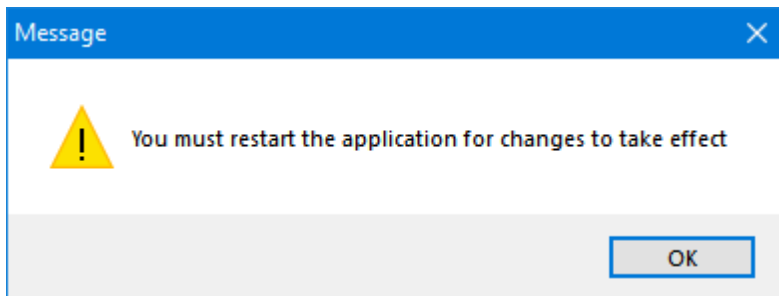 Message
You must restart the application for changes to take effect
OK